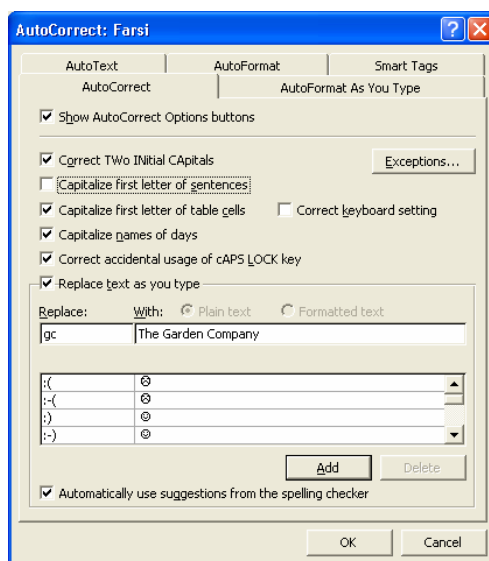 AutoCorrect: Farsi
AutoText AutoFormat Smart Tags
AutoCorrect AutoFormat As You Type
Show AutoCorrect Options buttons
Correct TWo INitial CApitals Exceptions...
Capitalize first letter of sentences
Capitalize first letter of table cells Correct keyboard setting
Capitalize names of days
Correct accidental usage of cAPS LOCK key
Replace text as you type
Replace: With: Plain text Formatted text
gc The Garden Company
:( ☹
:-( ☹
:) ☺
:-) ☺
Add Delete
Automatically use suggestions from the spelling checker
OK Cancel